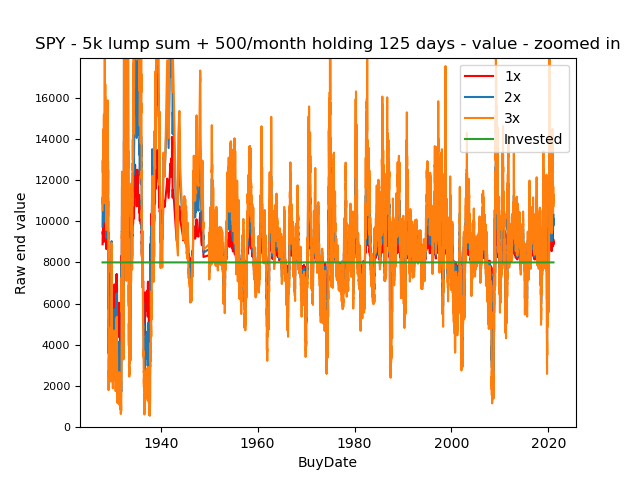 SPY - 5k lump sum + 500/month holding 125 days - value - zoomed in
1x
2x
3x
Invested
16000
14000
12000
10000
8000
6000
4000
2000
0
Raw end value
1940
1960
1980
2000
2020
BuyDate